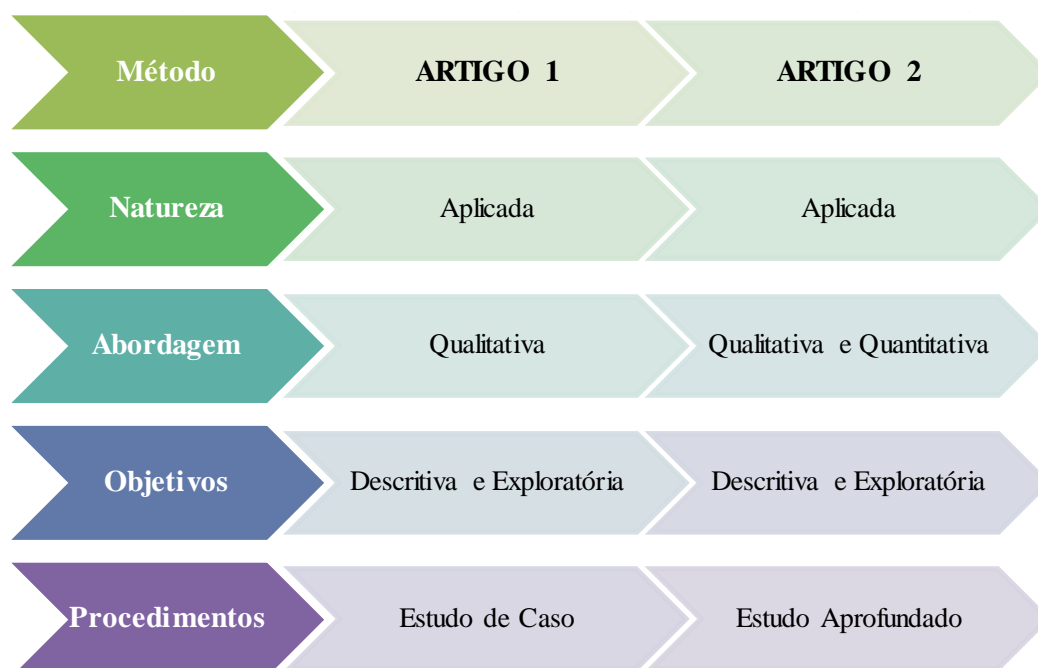 Método ARTIGO 1 ARTIGO 2
Natureza Aplicada Aplicada
Abordagem Qualitativa Qualitativa e Quantitativa
Objetivos Descritiva e Exploratória Descritiva e Exploratória
Procedimentos Estudo de Caso Estudo Aprofundado